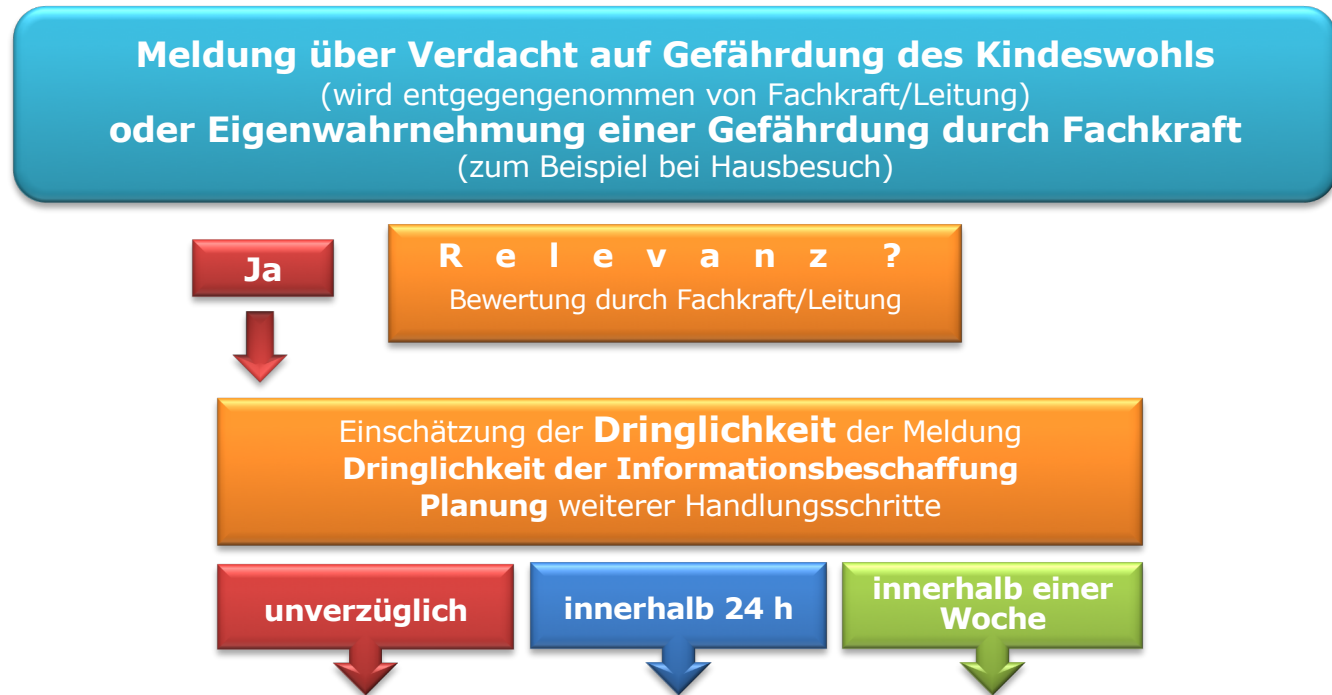 Meldung über Verdacht auf Gefährdung des Kindeswohls
(wird entgegengenommen von Fachkraft/Leitung)
oder Eigenwahrnehmung einer Gefährdung durch Fachkraft
(zum Beispiel bei Hausbesuch)
Ja
R e l e v a n z ?
Bewertung durch Fachkraft/Leitung
Einschätzung der Dringlichkeit der Meldung
Dringlichkeit der Informationsbeschaffung
Planung weiterer Handlungsschritte
unverzüglich
innerhalb 24 h
innerhalb einer
Woche